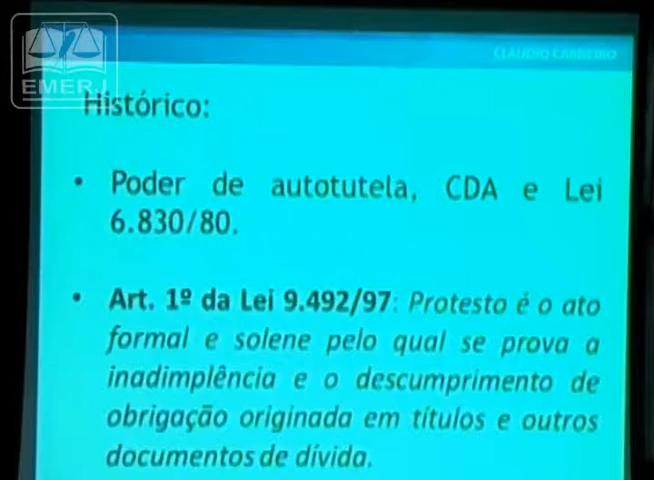 CLÁUDIO CARNEIRO
EMERJ
Histórico:
• Poder de autotutela, CDA e Lei
6.830/80.
• Art. 1º da Lei 9.492/97: Protesto é o ato
formal e solene pelo qual se prova a
inadimplência e o descumprimento de
obrigação originada em títulos e outros
documentos de dívida.